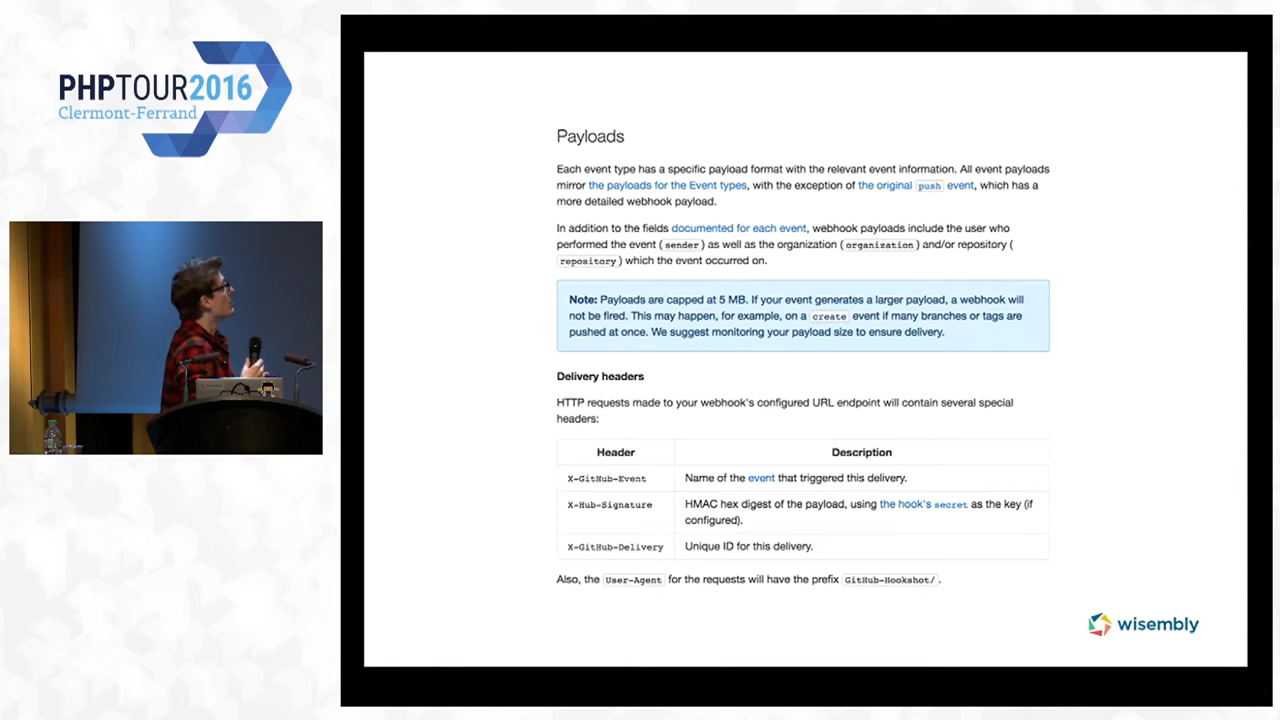 PHPTOUR2016
Clermont-Ferrand
Payloads
Each event type has a specific payload format with the relevant event information. All event payloads
mirror the payloads for the Event types, with the exception of the original push event, which has a
more detailed webhook payload.
In addition to the fields documented for each event, webhook payloads include the user who
performed the event ( sender ) as well as the organization ( organization ) and/or repository (
repository ) which the event occurred on.
Note: Payloads are capped at 5 MB. If your event generates a larger payload, a webhook will
not be fired. This may happen, for example, on a create event if many branches or tags are
pushed at once. We suggest monitoring your payload size to ensure delivery.
Delivery headers
HTTP requests made to your webhook's configured URL endpoint will contain several special
headers:
Header Description
X-GitHub-Event Name of the event that triggered this delivery.
X-Hub-Signature HMAC hex digest of the payload, using the hook's secret as the key (if
configured).
X-GitHub-Delivery Unique ID for this delivery.
Also, the User-Agent for the requests will have the prefix GitHub-Hookshot/ .
wisembly